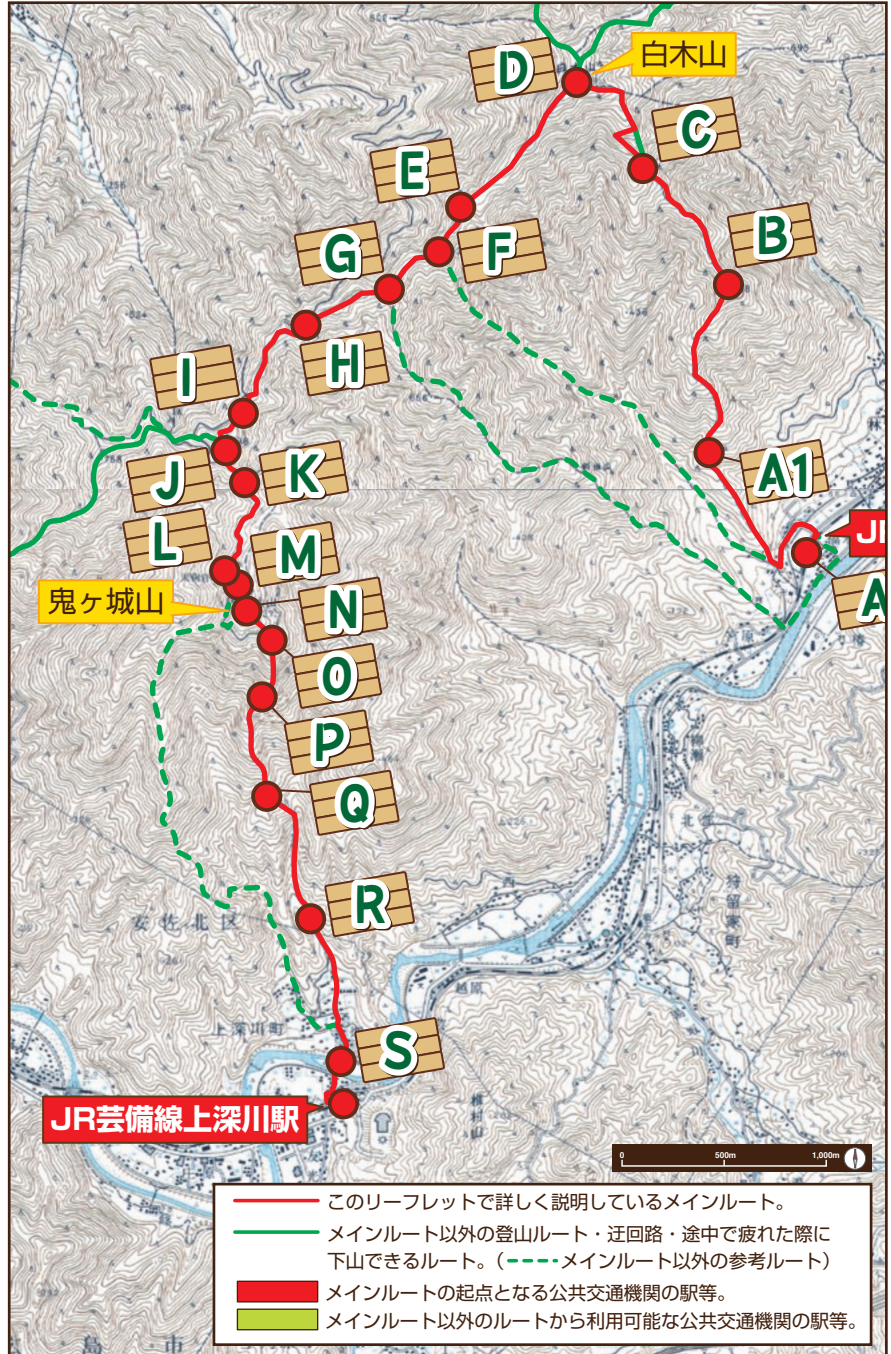 白木山
D
C
E
B
G
F
H
I
A1
K
J
JR
L
M
A
鬼ヶ城山
N
O
P
Q
R
安佐北区
狩留家町
上深川町
S
JR芸備線上深川駅
0 500m 1,000m
このリーフレットで詳しく説明しているメインルート。
メインルート以外の登山ルート・迂回路・途中で疲れた際に
下山できるルート。(メインルート以外の参考ルート)
メインルートの起点となる公共交通機関の駅等。
メインルート以外のルートから利用可能な公共交通機関の駅等。
島市